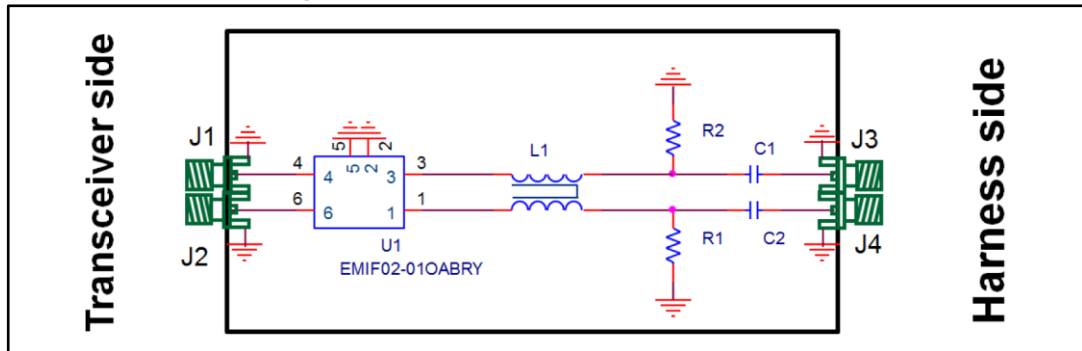 Transceiver side
Harness side
J1
J2
J3
J4
5
2
4
4
5
2
3
3
6
6
1
1
U1
EMIF02-01OABRY
L1
R2
C1
R1
C2